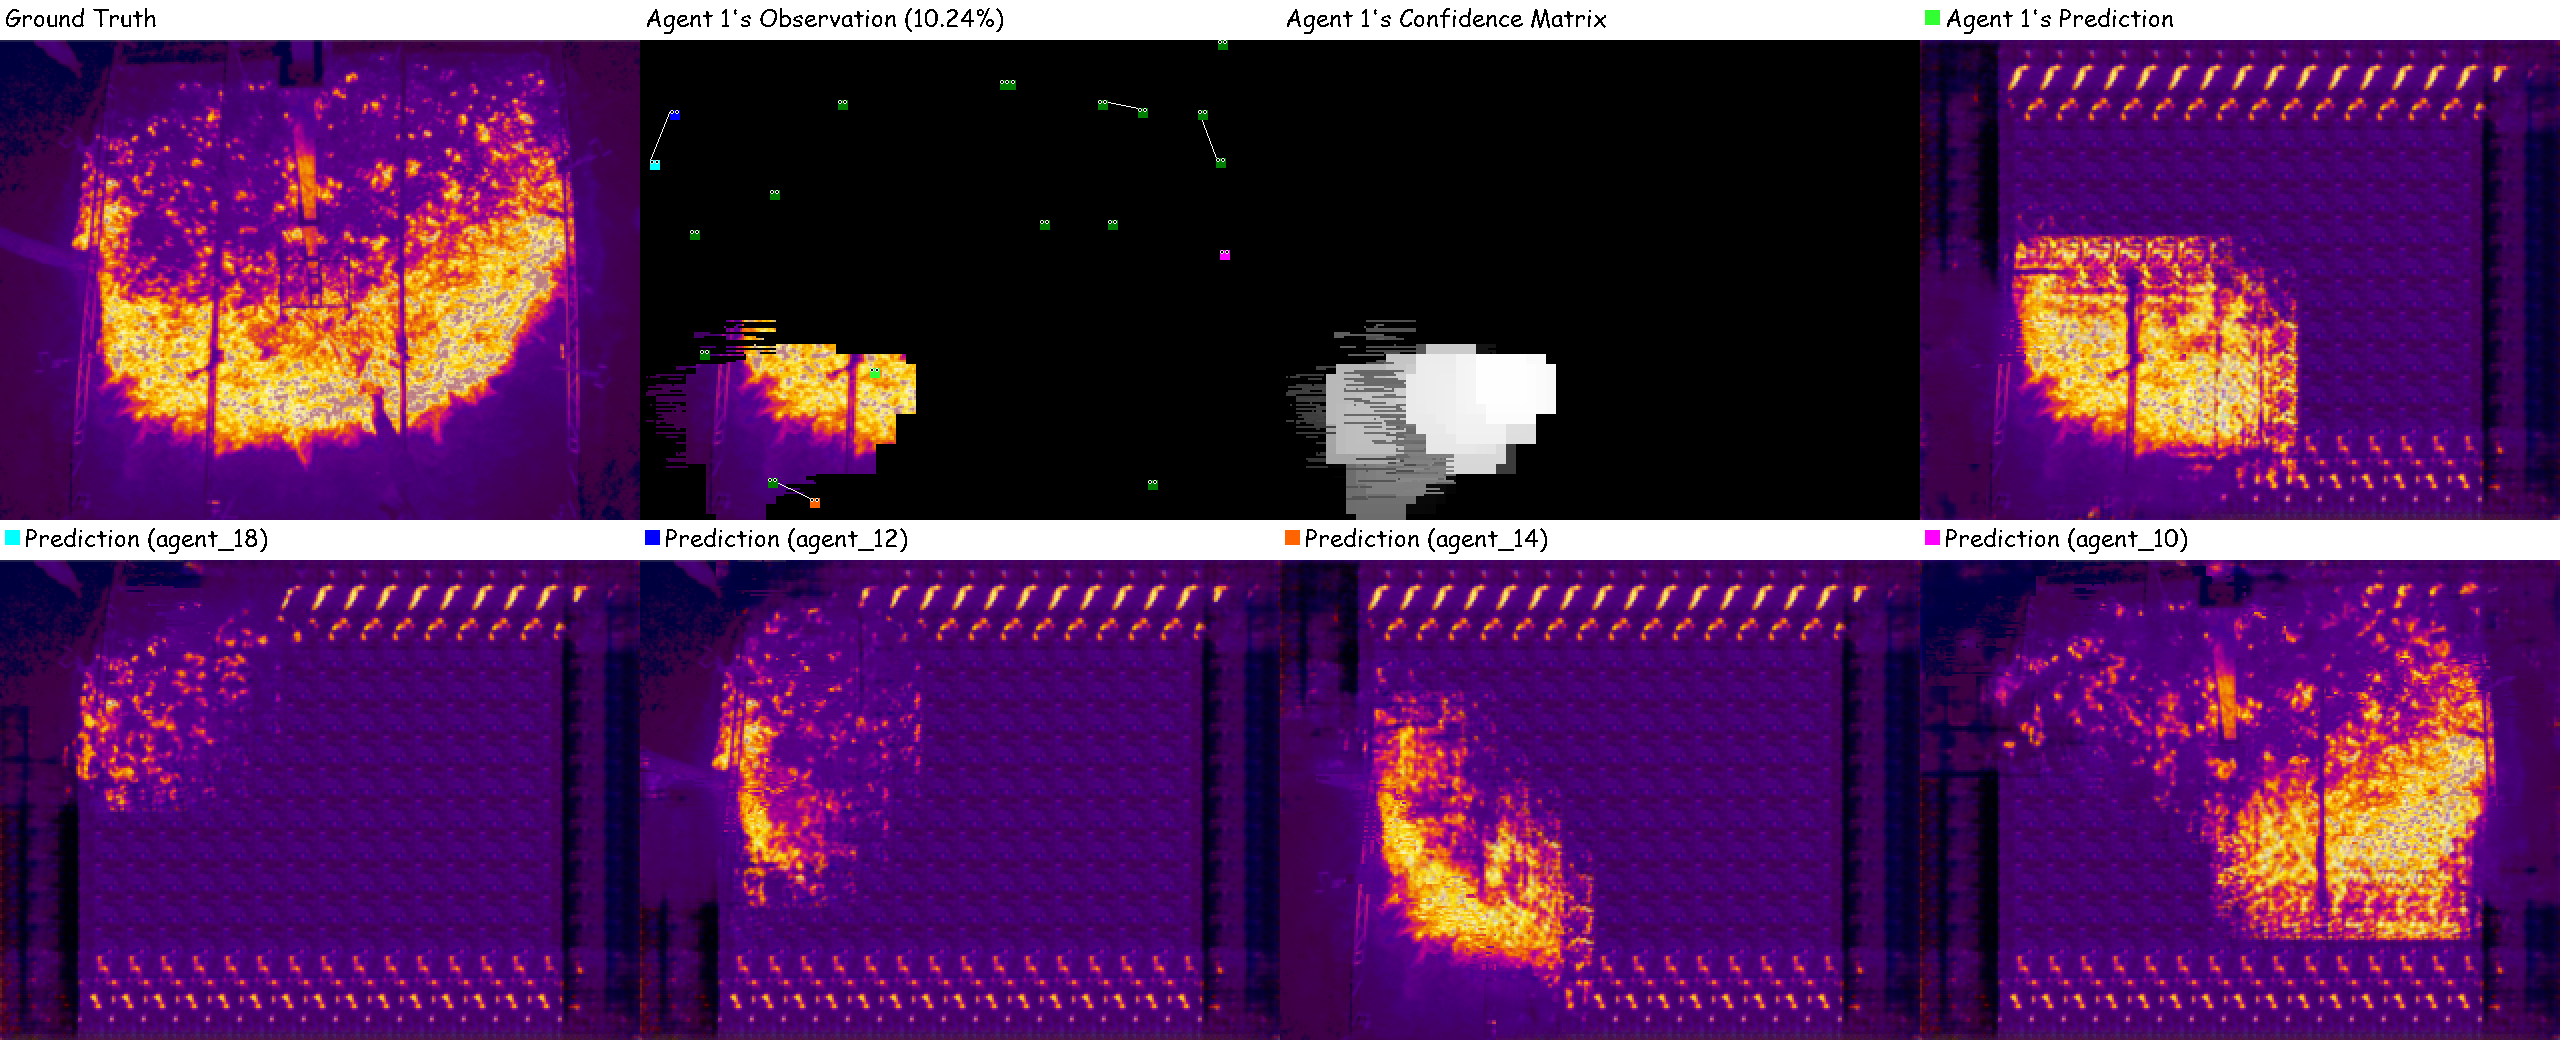 Ground Truth
Agent 1's Observation (10.24%)
Agent 1's Confidence Matrix
Agent 1's Prediction
Prediction (agent_18)
Prediction (agent_12)
Prediction (agent_14)
Prediction (agent_10)